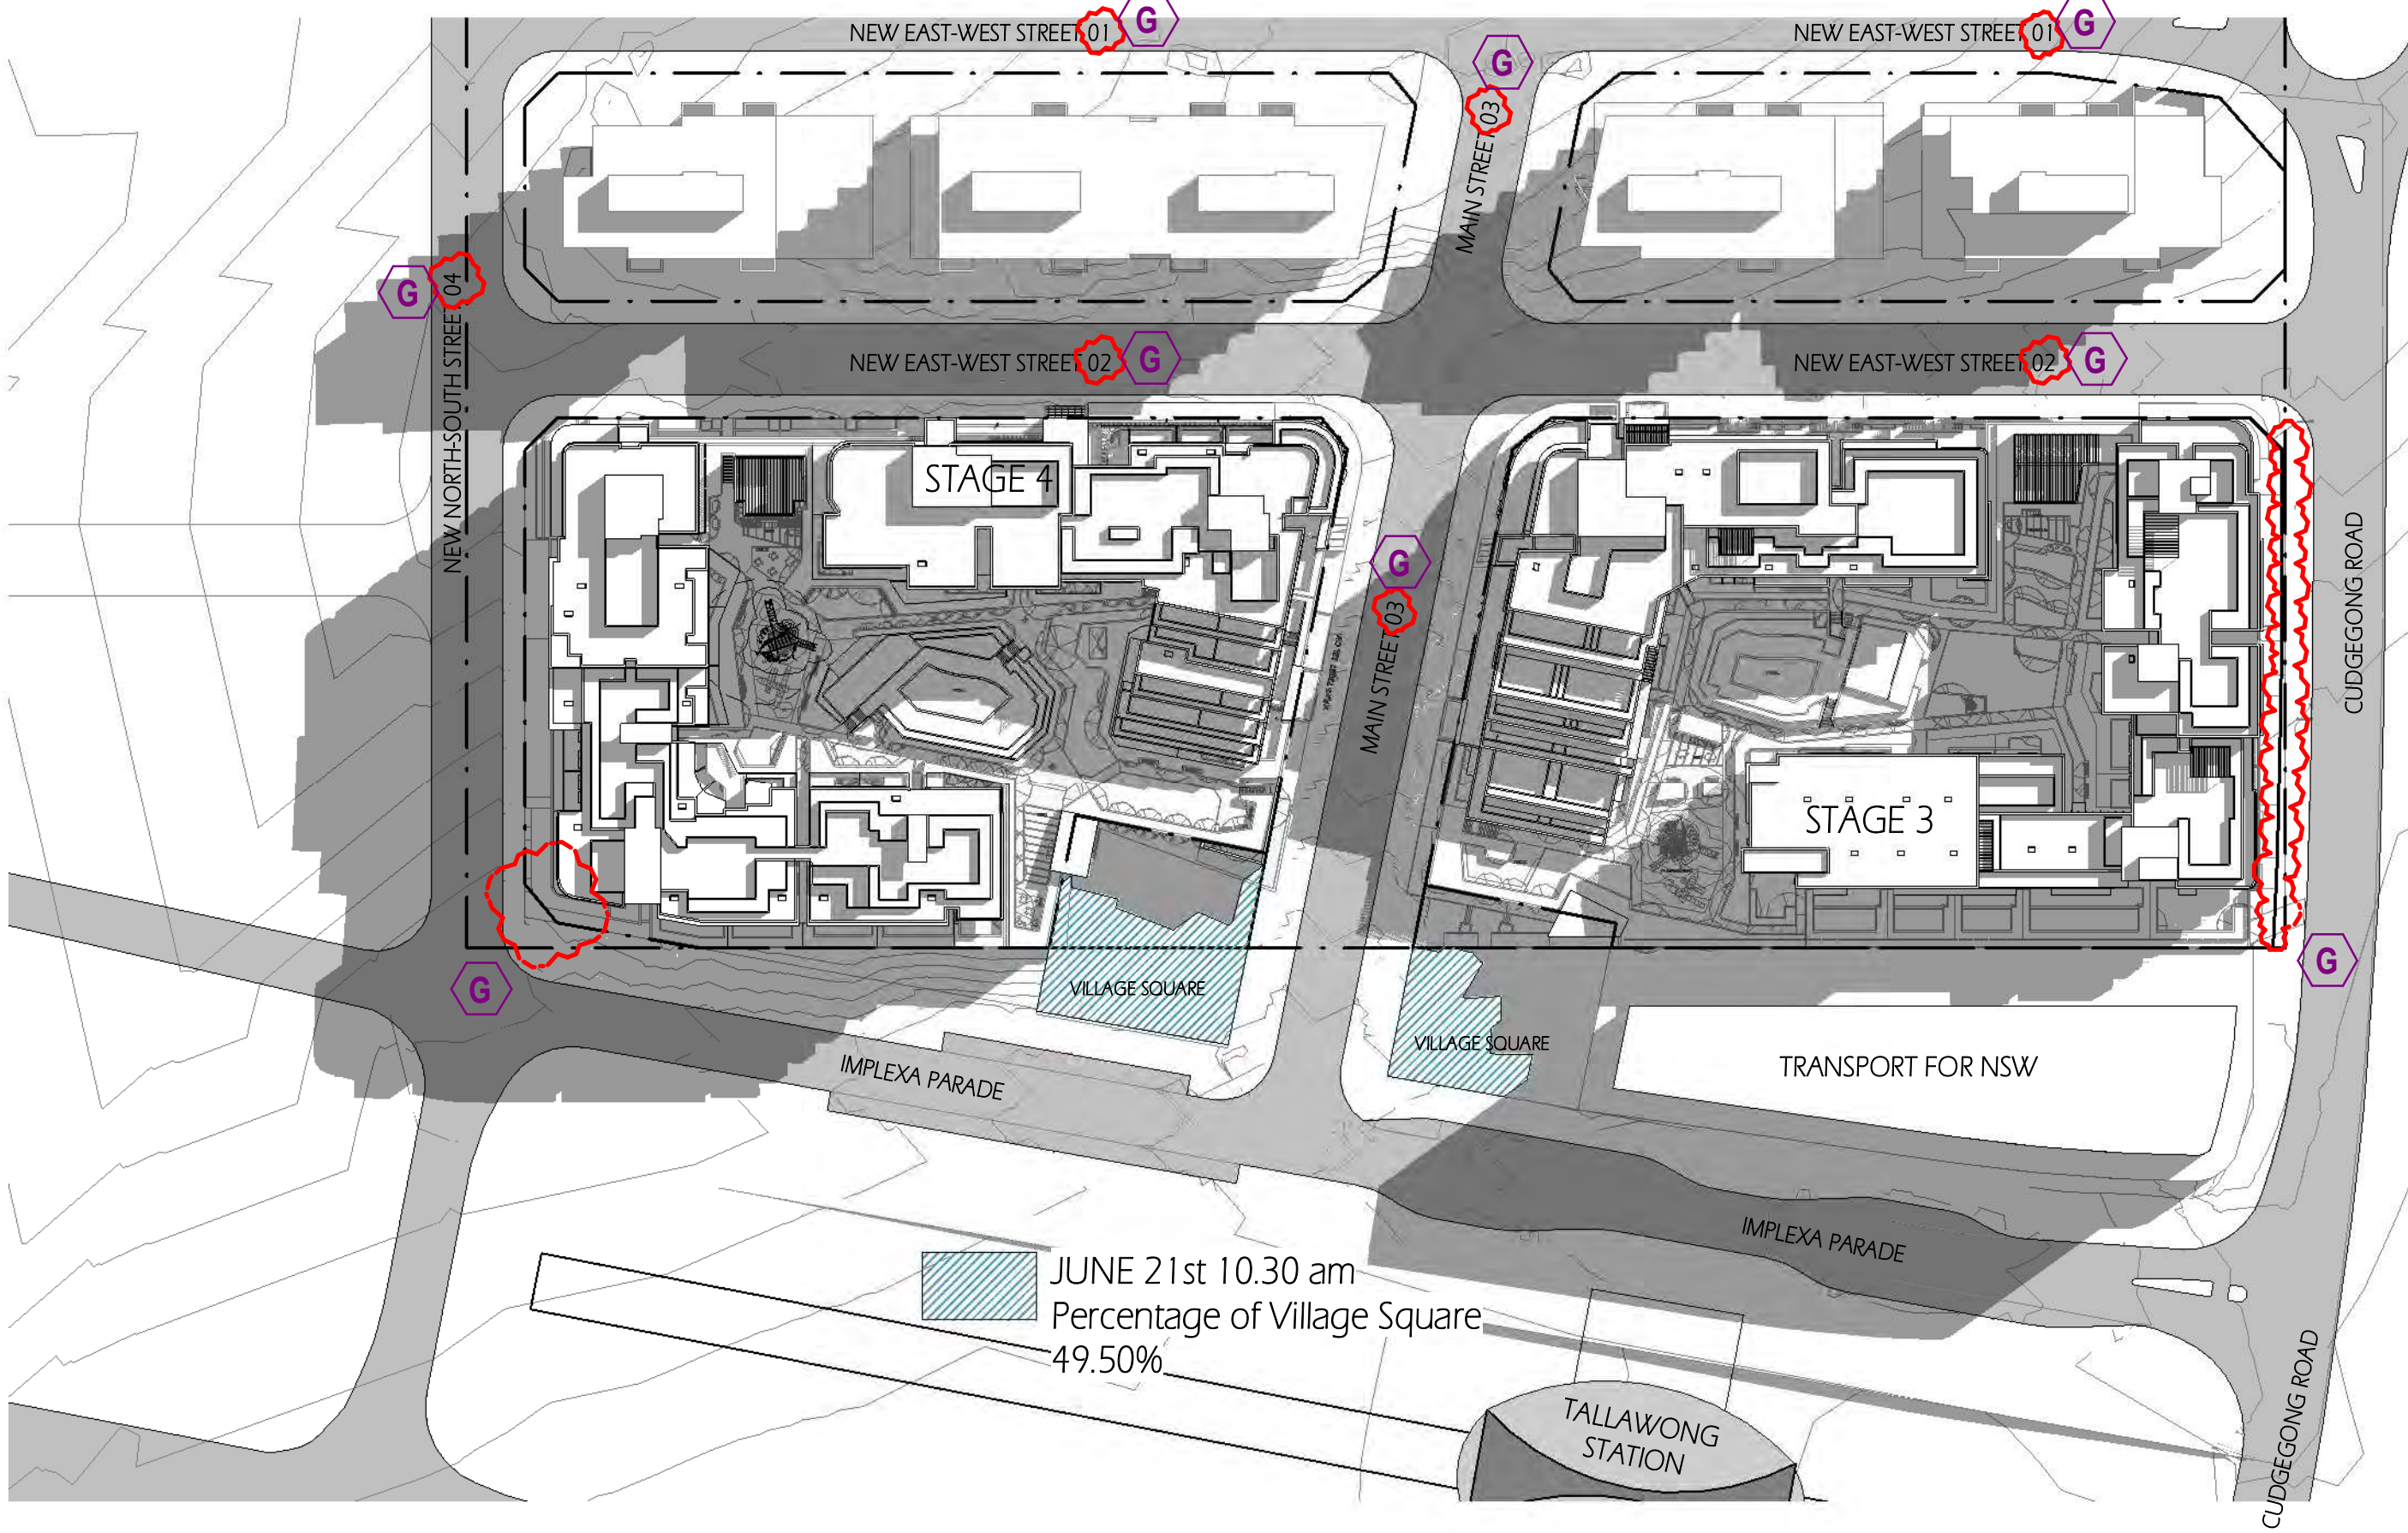 NEW EAST-WEST STREET 01
G
NEW EAST-WEST STREET 01
G
G
MAIN STREET 03
G
NEW NORTH-SOUTH STREET 04
NEW EAST-WEST STREET 02
G
NEW EAST-WEST STREET 02
G
STAGE 4
G
MAIN STREET 03
CUDGEGONG ROAD
STAGE 3
G
VILLAGE SQUARE
G
VILLAGE SQUARE
IMPLEXA PARADE
TRANSPORT FOR NSW
IMPLEXA PARADE
JUNE 21st 10.30 am
Percentage of Village Square
49.50%
TALLAWONG
STATION
CUDGEGONG ROAD